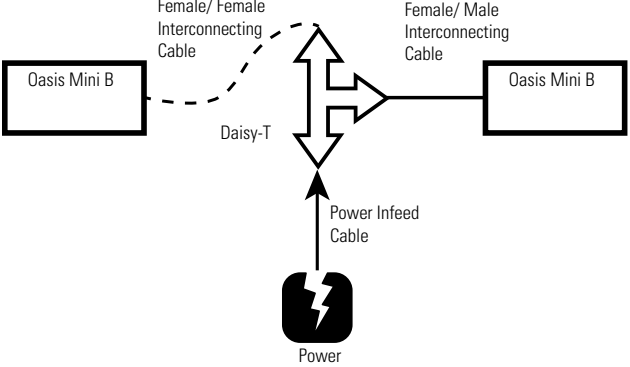 Female/ Female
Interconnecting
Cable
Female/ Male
Interconnecting
Cable
Oasis Mini B
Oasis Mini B
Daisy-T
Power Infeed
Cable
Power